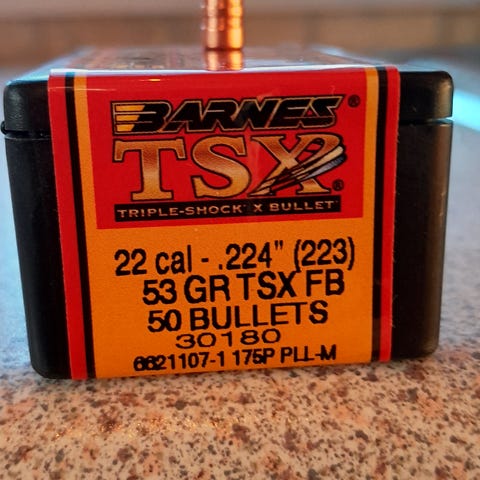 BARNES®
TSX®
TRIPLE-SHOCK® X BULLET™
22 cal - .224" (223)
53 GR TSX FB
50 BULLETS
30180
6621107-1 175P PLL-M